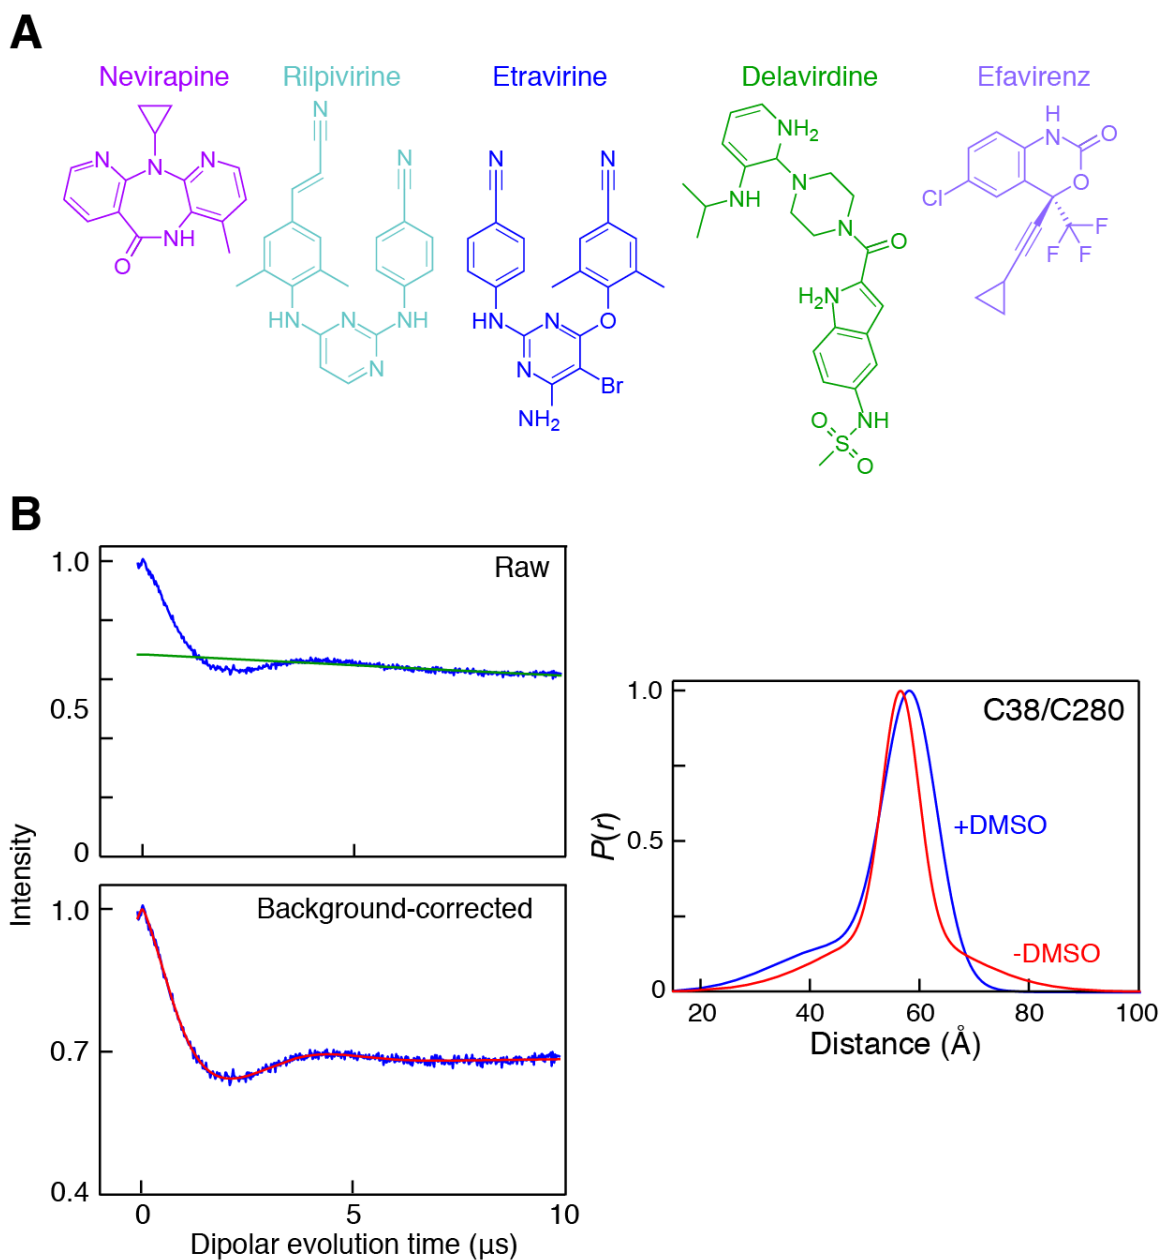 A
Nevirapine
Rilpivirine
Etravirine
Delavirdine
Efavirenz
N
N
N
NH
O
N
N
HN
N
N
NH
N
N
HN
N
N
O
Br
NH2
NH2
NH
N
N
O
H2N
NH
O
S
O
H
N
O
O
Cl
F
F
F
B
Raw
1.0
0.5
0
Intensity
Background-corrected
1.0
0.7
0.4
0
5
10
Dipolar evolution time (μs)
C38/C280
1.0
0.5
0
P(r)
+DMSO
-DMSO
20
40
60
80
100
Distance (Å)